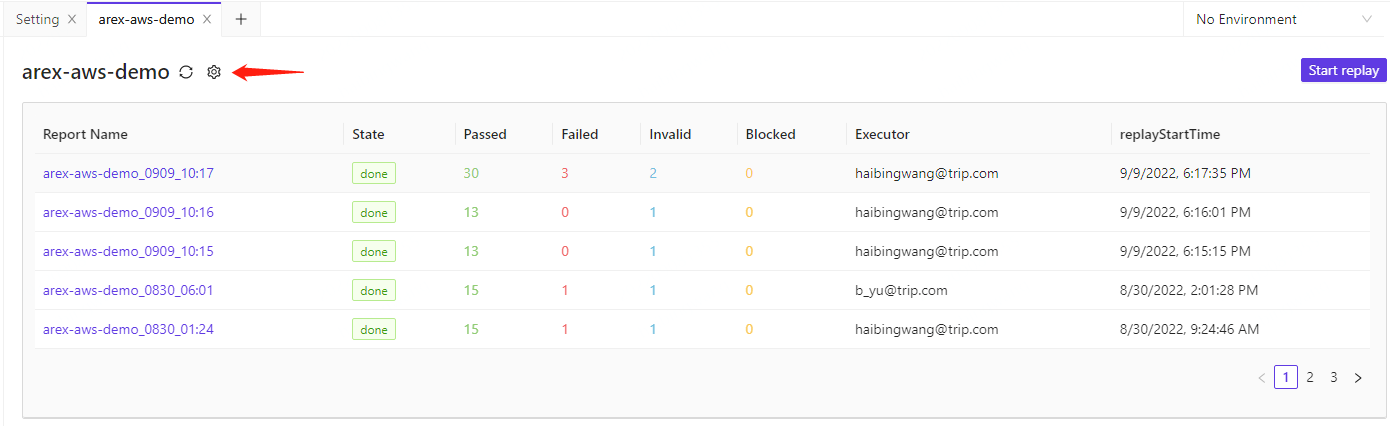 Setting arex-aws-demo No Environment
arex-aws-demo Start replay
Report Name State Passed Failed Invalid Blocked Executor replayStartTime
arex-aws-demo_0909_10:17 done 30 3 2 0 haibingwang@trip.com 9/9/2022, 6:17:35 PM
arex-aws-demo_0909_10:16 done 13 0 1 0 haibingwang@trip.com 9/9/2022, 6:16:01 PM
arex-aws-demo_0909_10:15 done 13 0 1 0 haibingwang@trip.com 9/9/2022, 6:15:15 PM
arex-aws-demo_0830_06:01 done 15 1 1 0 b_yu@trip.com 8/30/2022, 2:01:28 PM
arex-aws-demo_0830_01:24 done 15 1 1 0 haibingwang@trip.com 8/30/2022, 9:24:46 AM
1 2 3